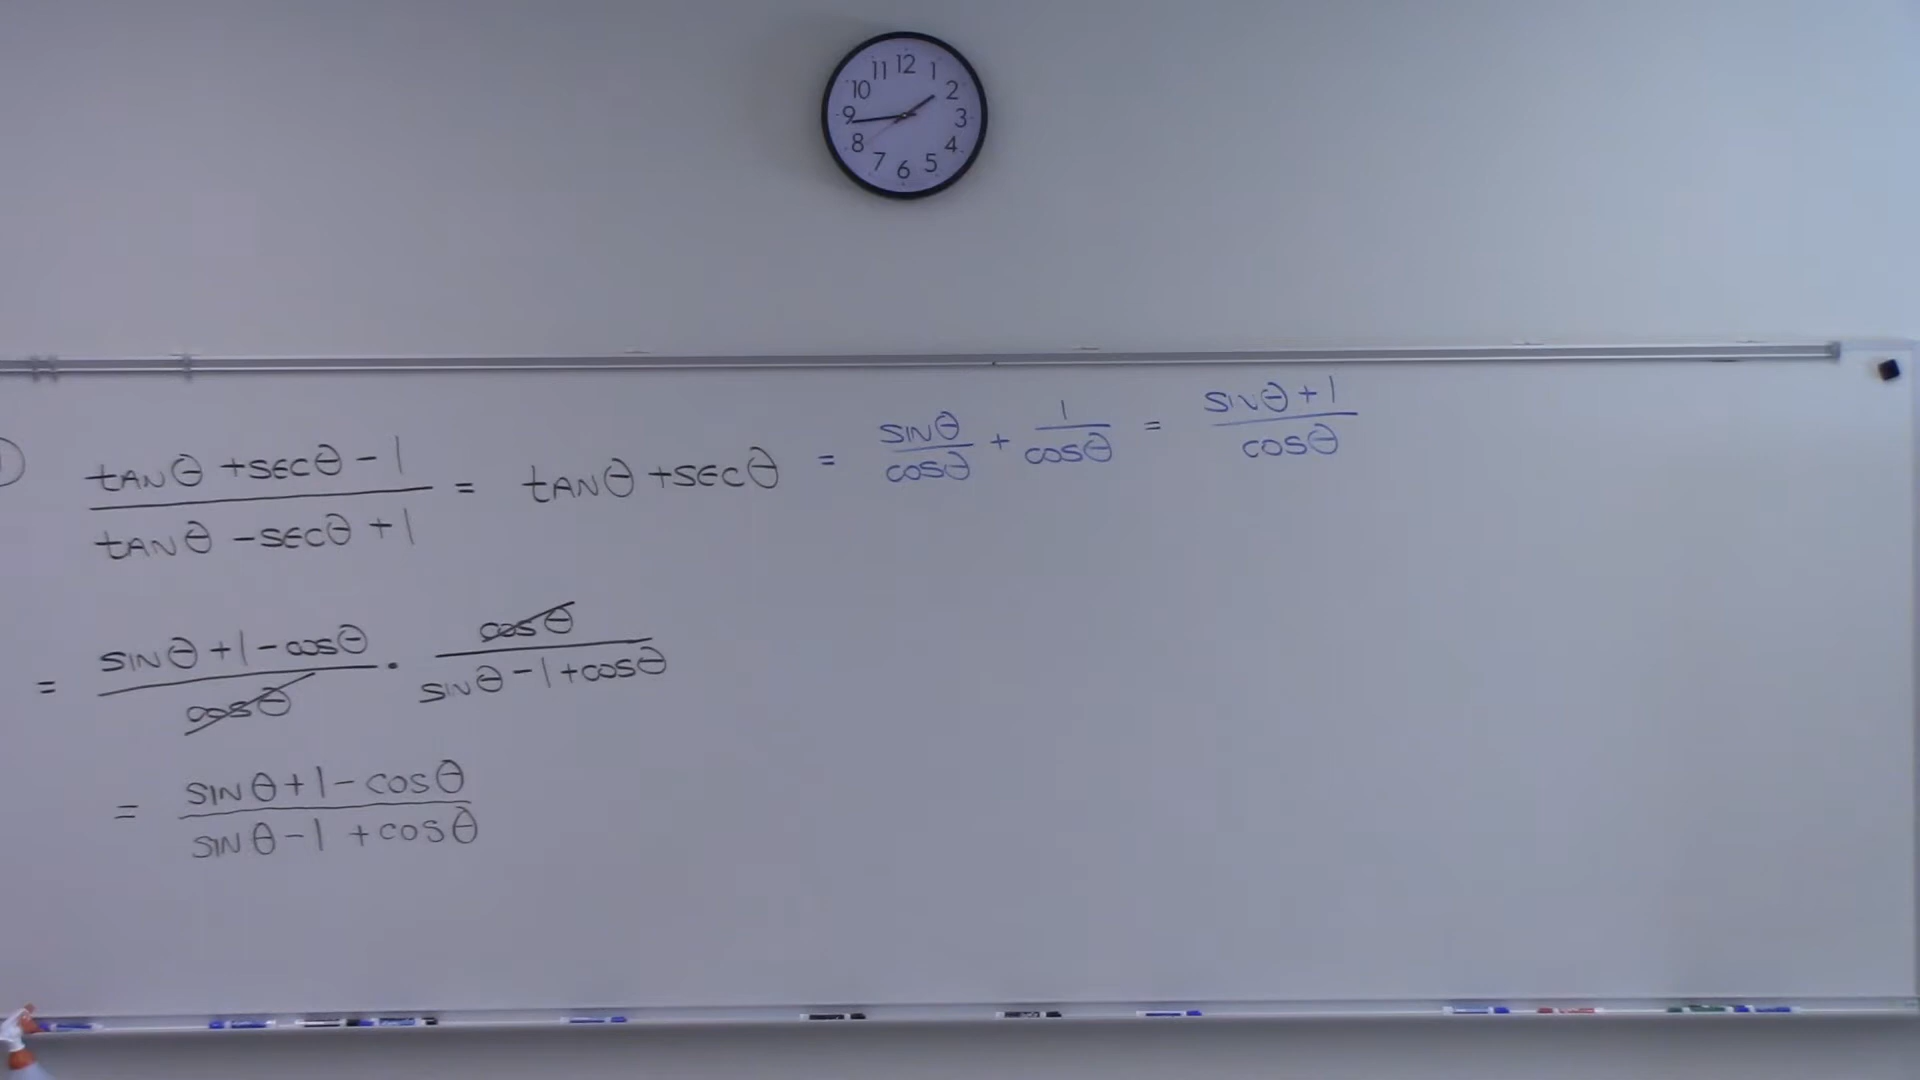 12
11 1
10 2
9 3
8 4
7 5
6
tanθ + secθ - 1 / tanθ - secθ + 1 = tanθ + secθ = sinθ/cosθ + 1/cosθ = sinθ + 1 / cosθ
= sinθ + 1 - cosθ / cosθ · cosθ / sinθ - 1 + cosθ
= sinθ + 1 - cosθ / sinθ - 1 + cosθ